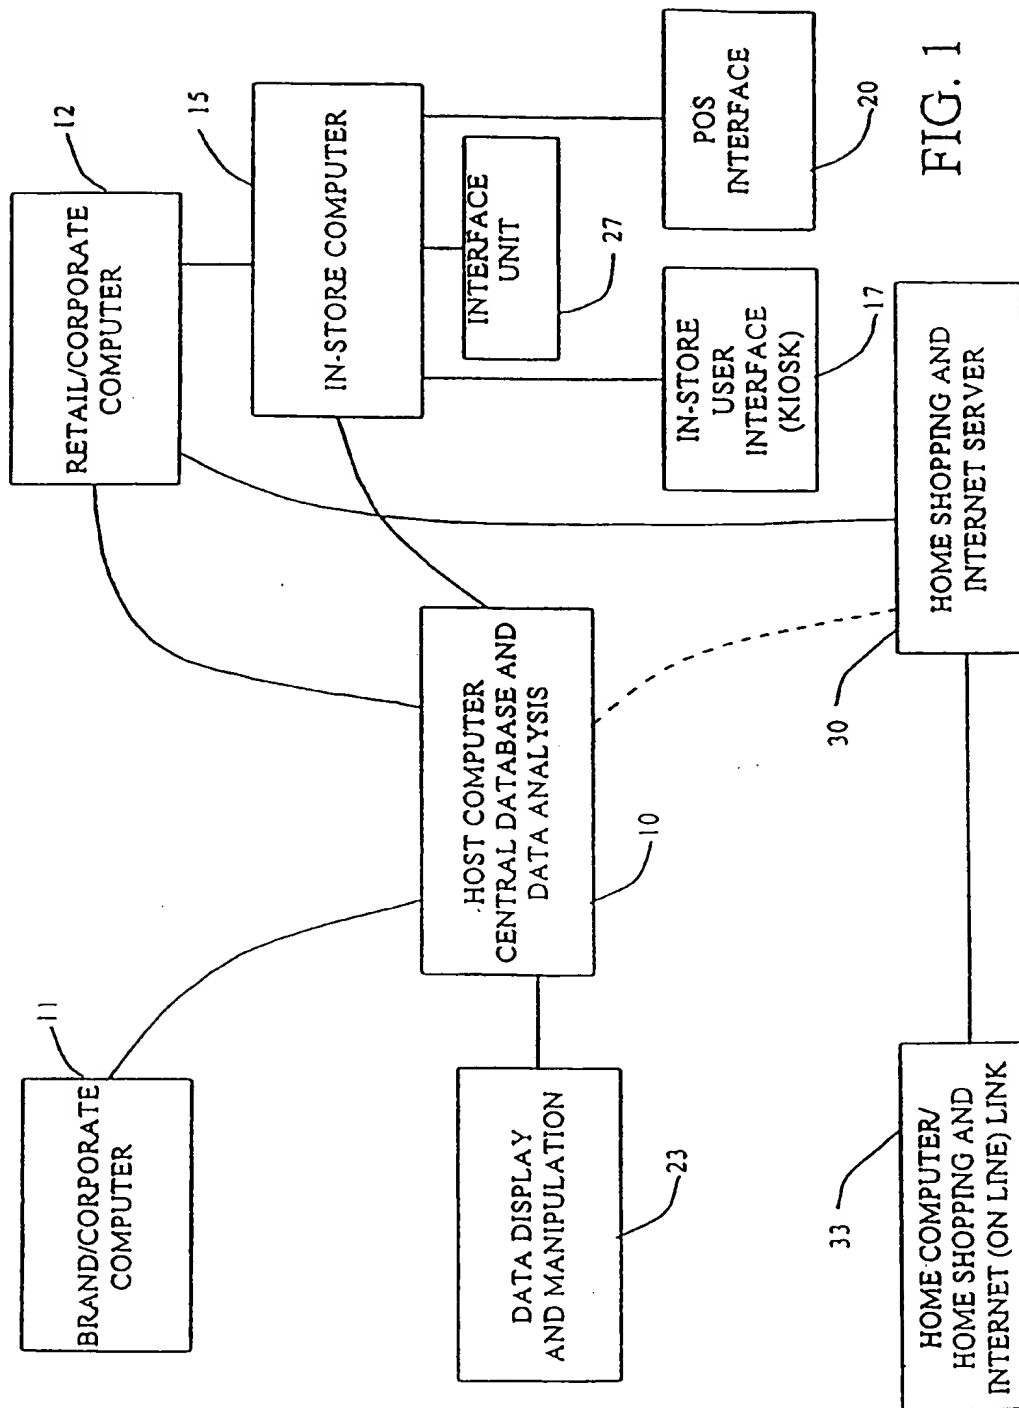 11
BRAND/CORPORATE
COMPUTER
12
RETAIL/CORPORATE
COMPUTER
15
IN-STORE COMPUTER
INTERFACE
UNIT
27
DATA DISPLAY
AND MANIPULATION
23
HOST COMPUTER
CENTRAL DATABASE AND
DATA ANALYSIS
10
IN-STORE
USER
INTERFACE
(KIOSK)
17
POS
INTERFACE
20
33
HOME COMPUTER/
HOME SHOPPING AND
INTERNET (ON LINE) LINK
30
HOME SHOPPING AND
INTERNET SERVER
FIG. 1